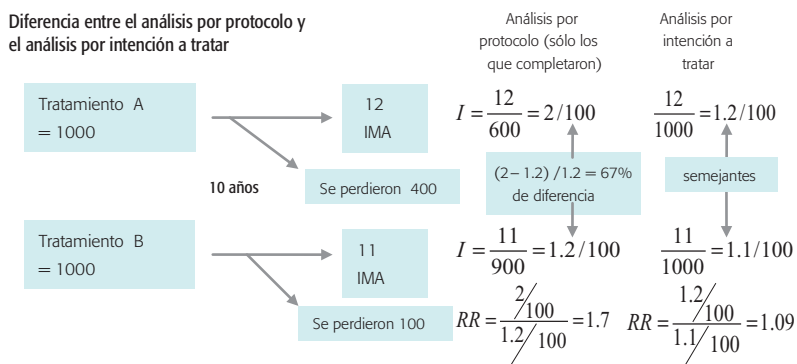 Diferencia entre el análisis por protocolo y
el análisis por intención a tratar
Análisis por
protocolo (sólo los
que completaron)
Análisis por
intención a
tratar
Tratamiento A
= 1000
12
IMA
I = 12/600 = 2/100
12/1000 = 1.2/100
10 años
Se perdieron 400
(2 – 1.2) /1.2 = 67%
de diferencia
semejantes
Tratamiento B
= 1000
11
IMA
I = 11/900 = 1.2/100
11/1000 = 1.1/100
Se perdieron 100
RR = 2/100 / 1.2/100 = 1.7
RR = 1.2/100 / 1.1/100 = 1.09